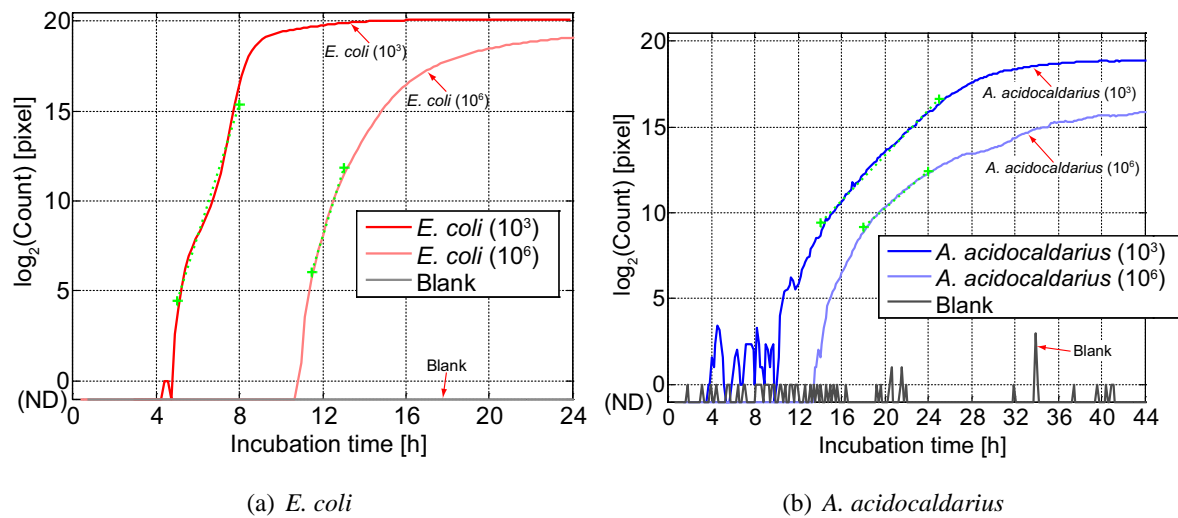 20
15
10
5
0
(ND)
0
4
8
12
16
20
24
log₂(Count) [pixel]
Incubation time [h]
E. coli (10³)
E. coli (10⁶)
E. coli (10³)
E. coli (10⁶)
Blank
Blank
(a) E. coli
20
15
10
5
0
(ND)
0
4
8
12
16
20
24
28
32
36
40
44
log₂(Count) [pixel]
Incubation time [h]
A. acidocaldarius (10³)
A. acidocaldarius (10⁶)
A. acidocaldarius (10³)
A. acidocaldarius (10⁶)
Blank
Blank
(b) A. acidocaldarius